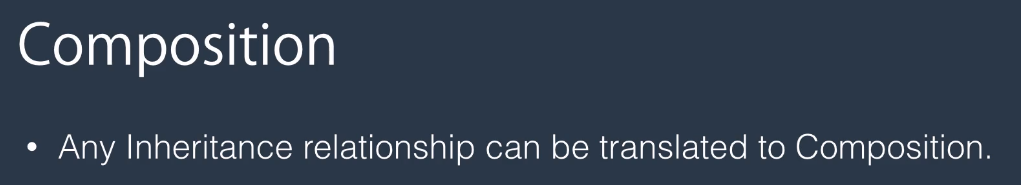 Composition
• Any Inheritance relationship can be translated to Composition.